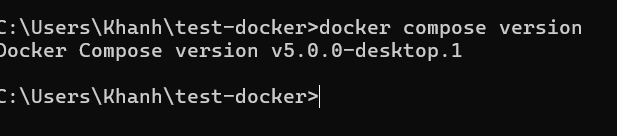 C:\Users\Khanh\test-docker>docker compose version
Docker Compose version v5.0.0-desktop.1
C:\Users\Khanh\test-docker>